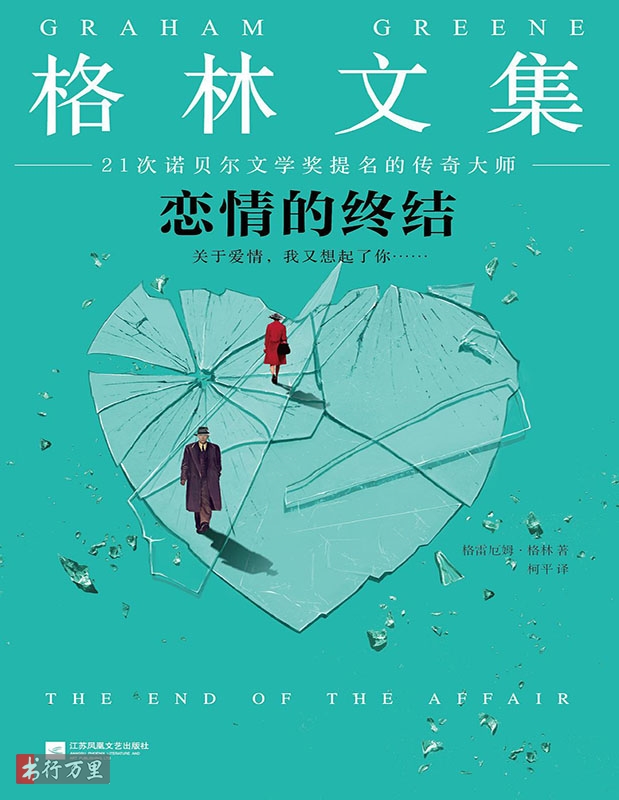 GRAHAM GREENE
格林文集
21次诺贝尔文学奖提名的传奇大师
恋情的终结
关于爱情，我又想起了你……
格雷厄姆·格林 著
柯平 译
THE END OF THE AFFAIR
江苏凤凰文艺出版社
书行万里